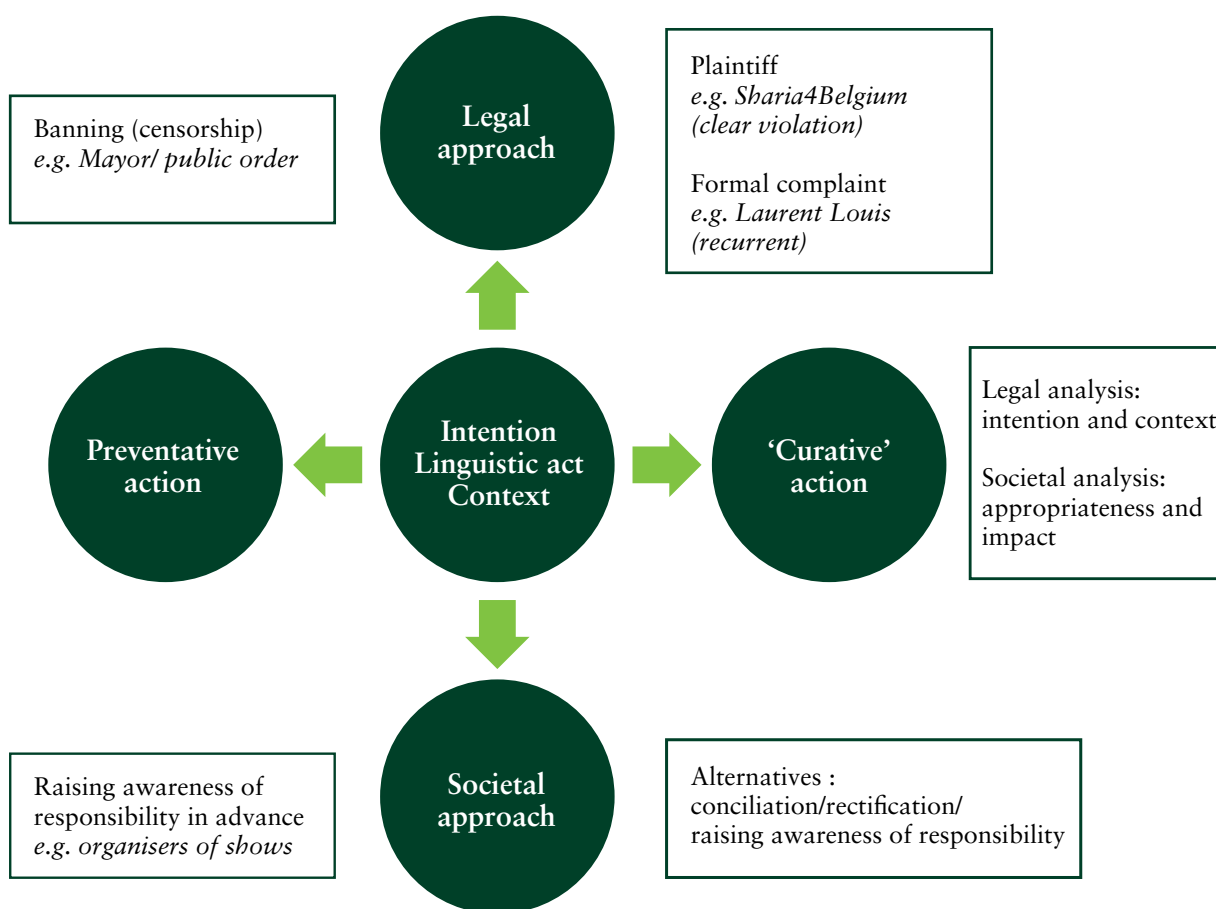 Legal
approach
Plaintiff
e.g. Sharia4Belgium
(clear violation)
Formal complaint
e.g. Laurent Louis
(recurrent)
Banning (censorship)
e.g. Mayor/ public order
Preventative
action
Intention
Linguistic act
Context
‘Curative’
action
Legal analysis:
intention and context
Societal analysis:
appropriateness and
impact
Raising awareness of
responsibility in advance
e.g. organisers of shows
Societal
approach
Alternatives :
conciliation/rectification/
raising awareness of responsibility